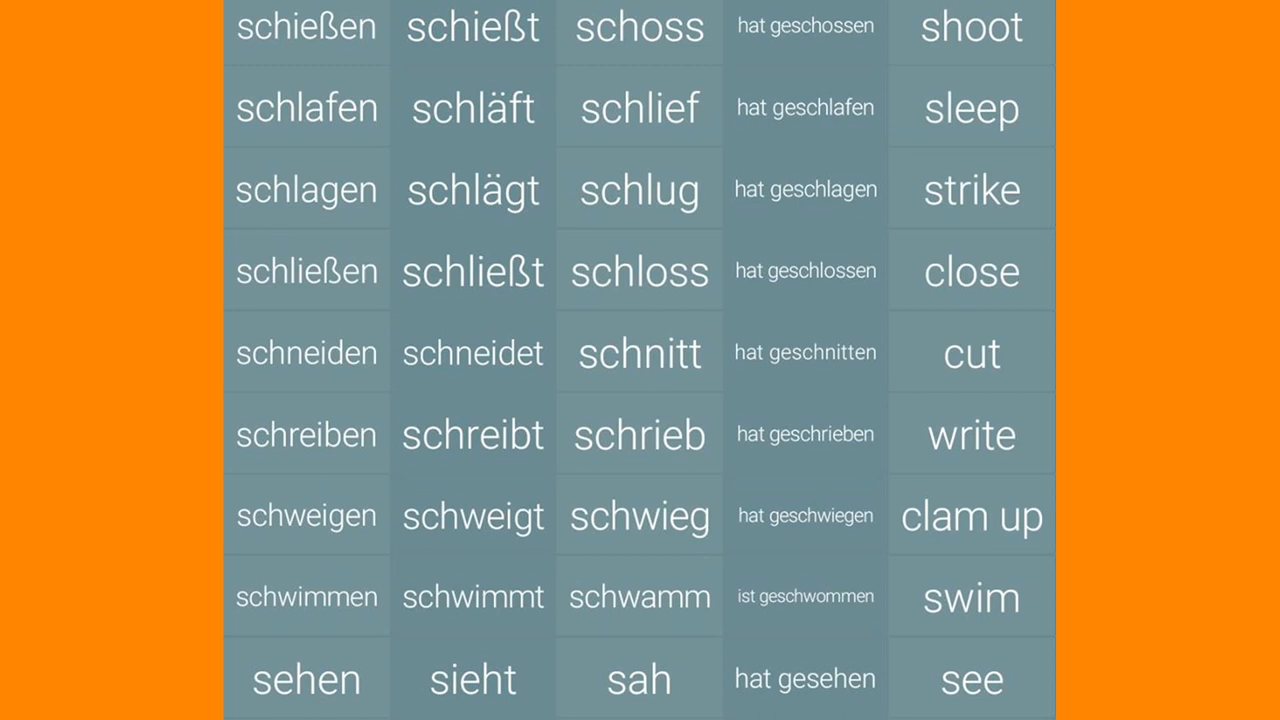 schießen schießt schoss hat geschossen shoot
schlafen schläft schlief hat geschlafen sleep
schlagen schlägt schlug hat geschlagen strike
schließen schließt schloss hat geschlossen close
schneiden schneidet schnitt hat geschnitten cut
schreiben schreibt schrieb hat geschrieben write
schweigen schweigt schwieg hat geschwiegen clam up
schwimmen schwimmt schwamm ist geschwommen swim
sehen sieht sah hat gesehen see